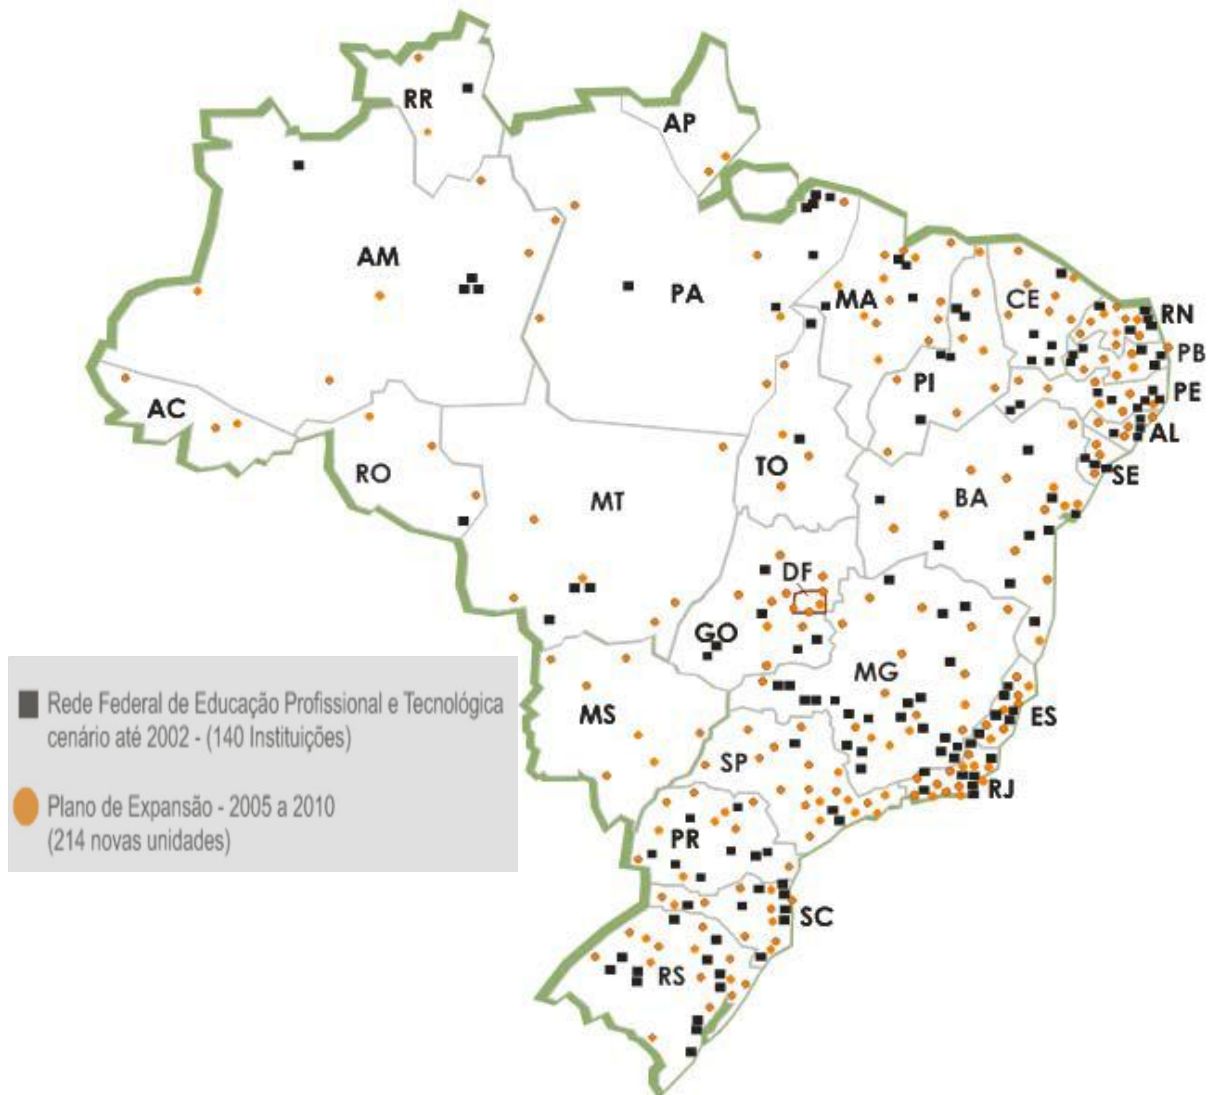 RR
AP
AM
PA
MA
CE
RN
PB
PI
PE
AC
AL
TO
RO
SE
BA
MT
DF
GO
MG
Rede Federal de Educação Profissional e Tecnológica
cenário até 2002 - (140 Instituições)
MS
ES
SP
RJ
Plano de Expansão - 2005 a 2010
(214 novas unidades)
PR
SC
RS